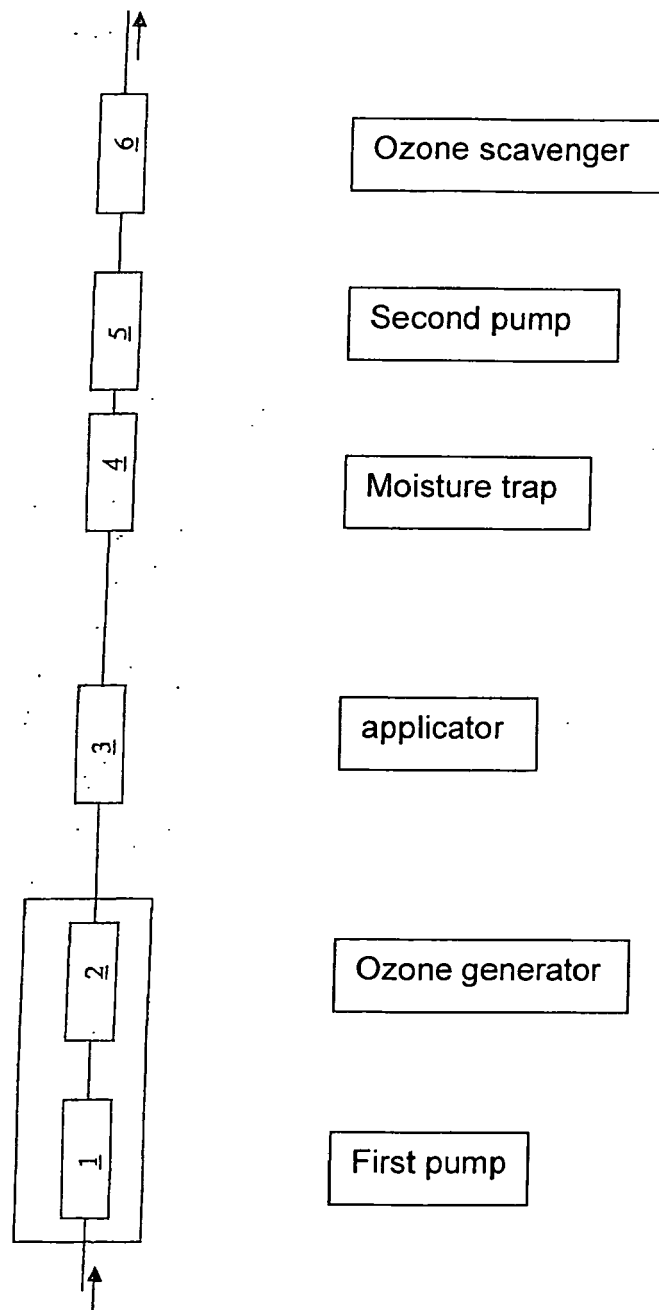 6
Ozone scavenger
5
Second pump
4
Moisture trap
3
applicator
2
Ozone generator
1
First pump